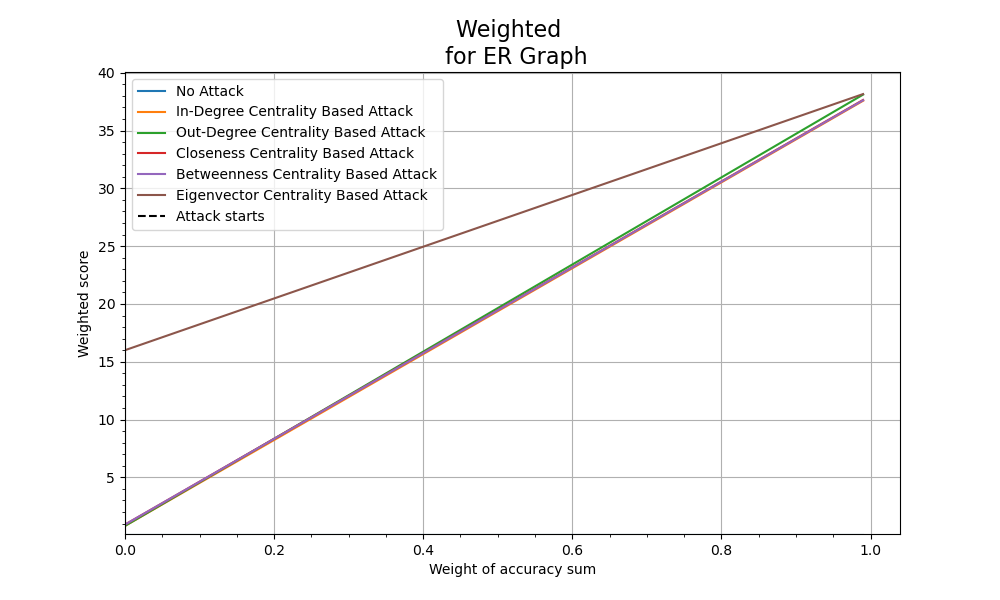 Weighted
for ER Graph
40
35
30
25
20
15
10
5
Weighted score
No Attack
In-Degree Centrality Based Attack
Out-Degree Centrality Based Attack
Closeness Centrality Based Attack
Betweenness Centrality Based Attack
Eigenvector Centrality Based Attack
Attack starts
0.0 0.2 0.4 0.6 0.8 1.0
Weight of accuracy sum